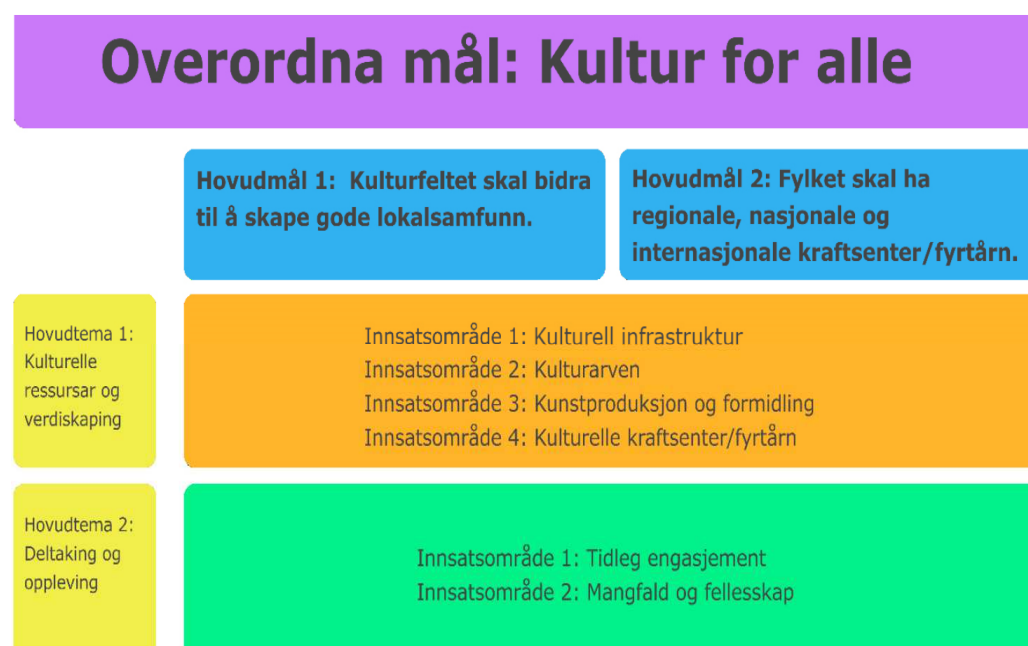 Overordna mål: Kultur for alle
Hovudmål 1:  Kulturfeltet skal bidra
til å skape gode lokalsamfunn.
Hovudmål 2: Fylket skal ha
regionale, nasjonale og
internasjonale kraftsenter/fyrtårn.
Hovudtema 1:
Kulturelle
ressursar og
verdiskaping
Innsatsområde 1: Kulturell infrastruktur
Innsatsområde 2: Kulturarven
Innsatsområde 3: Kunstproduksjon og formidling
Innsatsområde 4: Kulturelle kraftsenter/fyrtårn
Hovudtema 2:
Deltaking og
oppleving
Innsatsområde 1: Tidleg engasjement
Innsatsområde 2: Mangfald og fellesskap